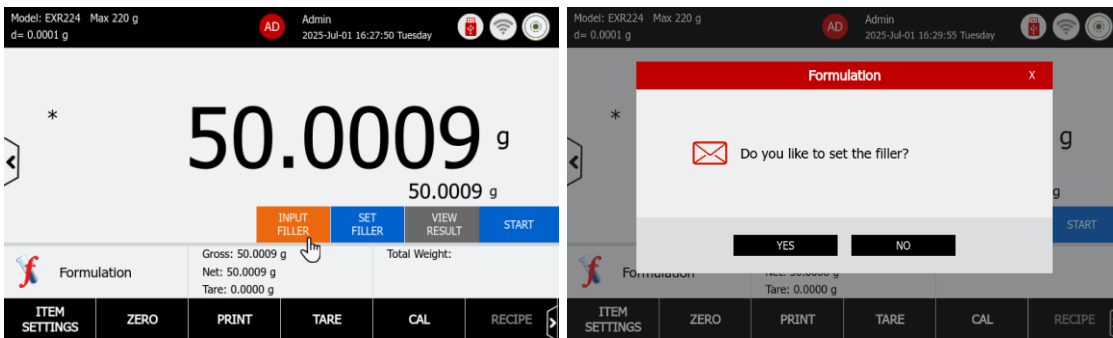 Model: EXR224 Max 220 g
d= 0.0001 g
AD
Admin
2025-Jul-01 16:27:50 Tuesday
*
50.0009 g
50.0009 g
INPUT FILLER
SET FILLER
VIEW RESULT
START
f
Formulation
Gross: 50.0009 g
Net: 50.0009 g
Tare: 0.0000 g
Total Weight:
ITEM SETTINGS
ZERO
PRINT
TARE
CAL
RECIPE
Model: EXR224 Max 220 g
d= 0.0001 g
AD
Admin
2025-Jul-01 16:29:55 Tuesday
Formulation
X
*
g
Do you like to set the filler?
g
START
YES
NO
f
Formulation
Net: 50.0009 g
Tare: 0.0000 g
ITEM SETTINGS
ZERO
PRINT
TARE
CAL
RECIPE